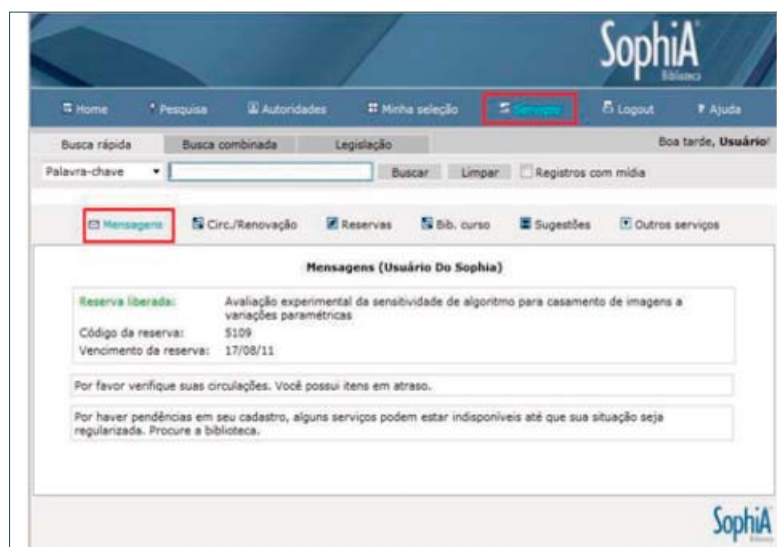 SophiA
Biblioteca
Home Pesquisa Autoridades Minha seleção Serviços Logout Ajuda
Busca rápida Busca combinada Legislação Boa tarde, Usuário!
Palavra-chave Buscar Limpar Registros com mídia
Mensagens Circ./Renovação Reservas Bib. curso Sugestões Outros serviços
Mensagens (Usuário Do Sophia)
Reserva liberada: Avaliação experimental da sensitividade de algoritmo para casamento de imagens a
variações paramétricas
Código da reserva: 5109
Vencimento da reserva: 17/08/11
Por favor verifique suas circulações. Você possui itens em atraso.
Por haver pendências em seu cadastro, alguns serviços podem estar indisponíveis até que sua situação seja
regularizada. Procure a biblioteca.
SophiA